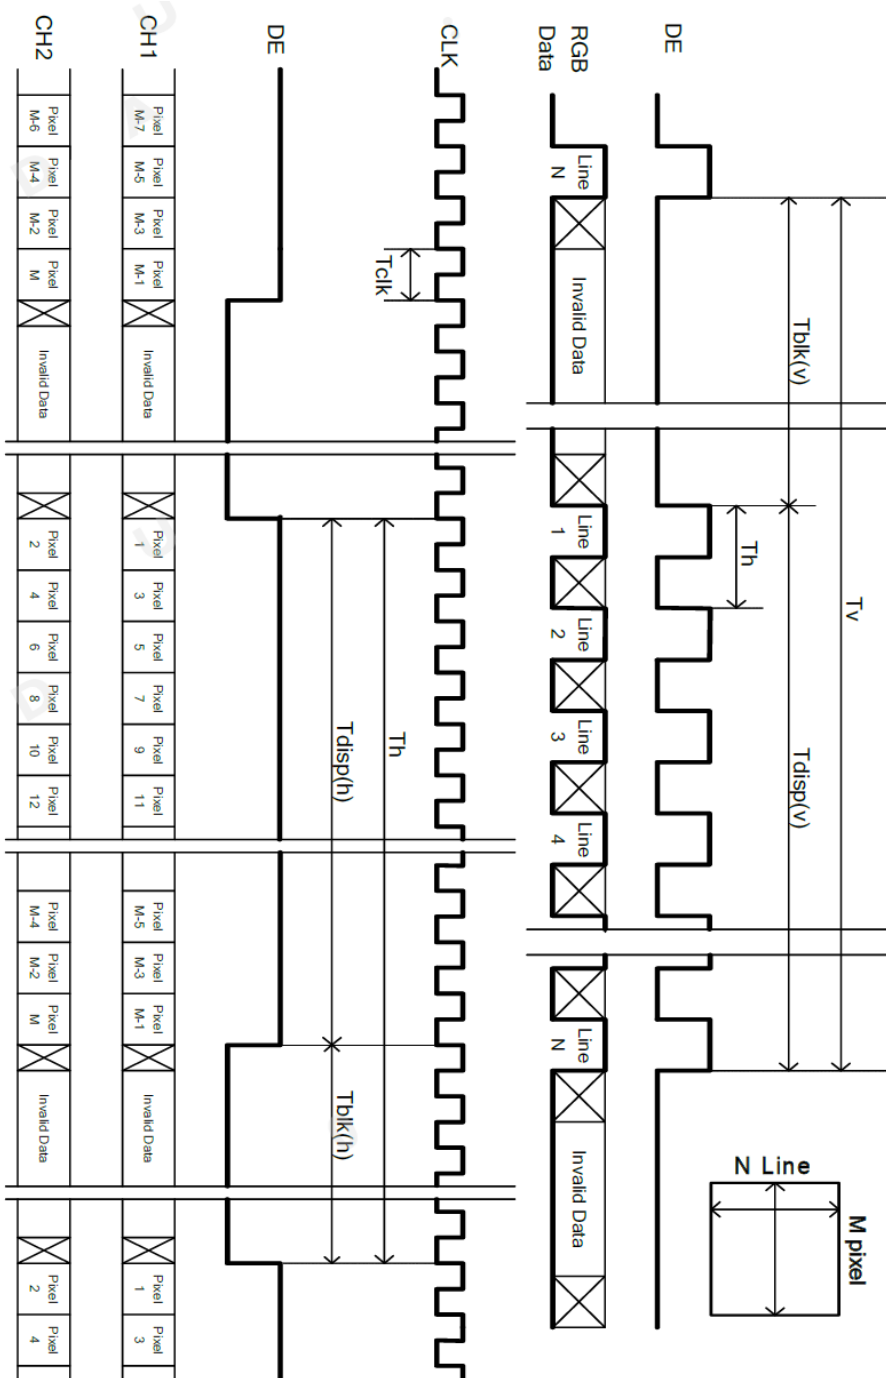 M pixel
N Line
Tv
Tblk(v) Tdisp(v)
Th
DE
RGB Line Line Line Line Line Line
Invalid Data Invalid Data
Data N 1 2 3 4 N
CLK
Tclk Th
Tdisp(h) Tblk(h)
DE
CH1
Pixel Pixel Pixel Pixel Pixel Pixel Pixel Pixel Pixel Pixel Pixel Pixel Pixel Pixel Pixel
Invalid Data Invalid Data
M-7 M-5 M-3 M-1 1 3 5 7 9 11 M-5 M-3 M-1 1 3
CH2
Pixel Pixel Pixel Pixel Pixel Pixel Pixel Pixel Pixel Pixel Pixel Pixel Pixel Pixel Pixel
Invalid Data Invalid Data
M-6 M-4 M-2 M 2 4 6 8 10 12 M-4 M-2 M 2 4